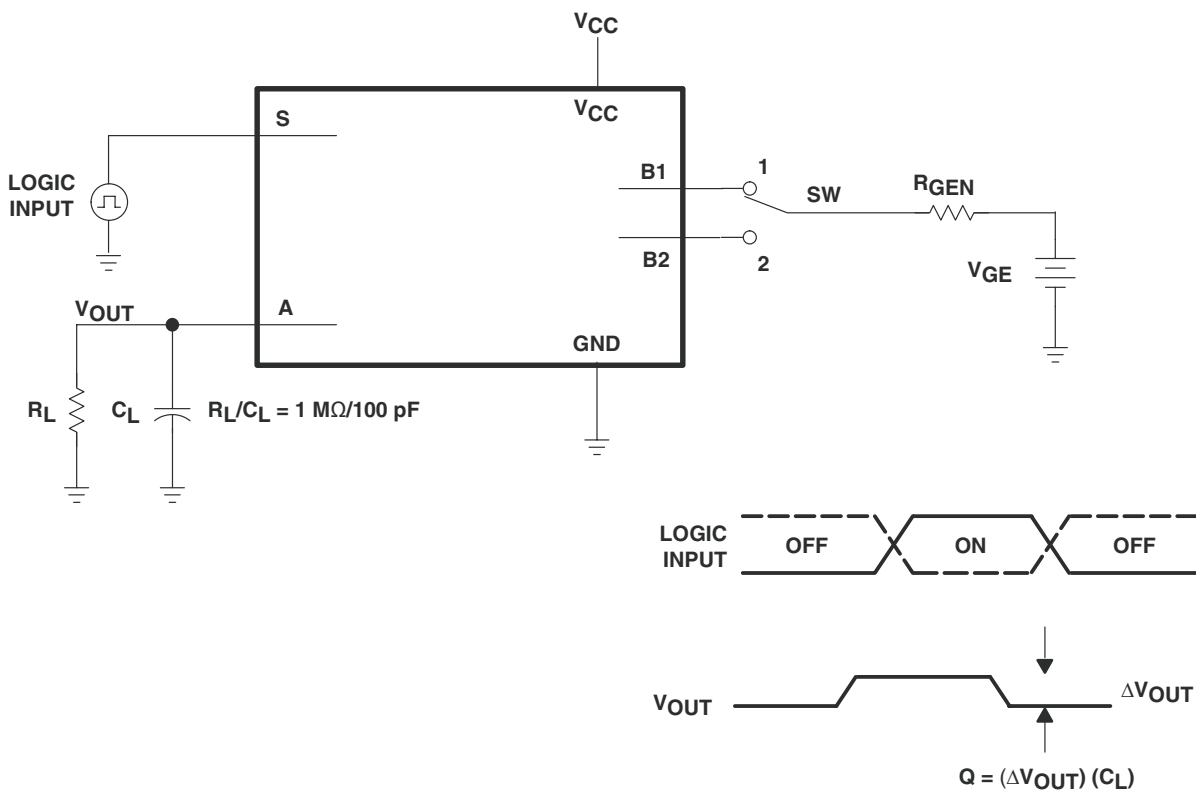 VCC
VCC
S
LOGIC
INPUT
B1
1
SW
RGEN
B2
2
VGE
VOUT
A
GND
RL
CL
RL/CL = 1 MΩ/100 pF
LOGIC
INPUT
OFF
ON
OFF
VOUT
ΔVOUT
Q = (ΔVOUT) (CL)